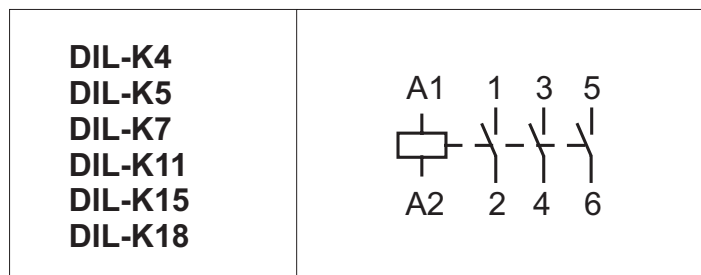 DIL-K4
DIL-K5
DIL-K7
DIL-K11
DIL-K15
DIL-K18
A1 1 3 5
A2 2 4 6